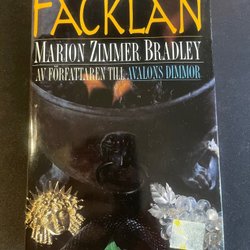 FACKLAN
MARION ZIMMER BRADLEY
AV FÖRFATTAREN TILL AVALONS DIMMOR